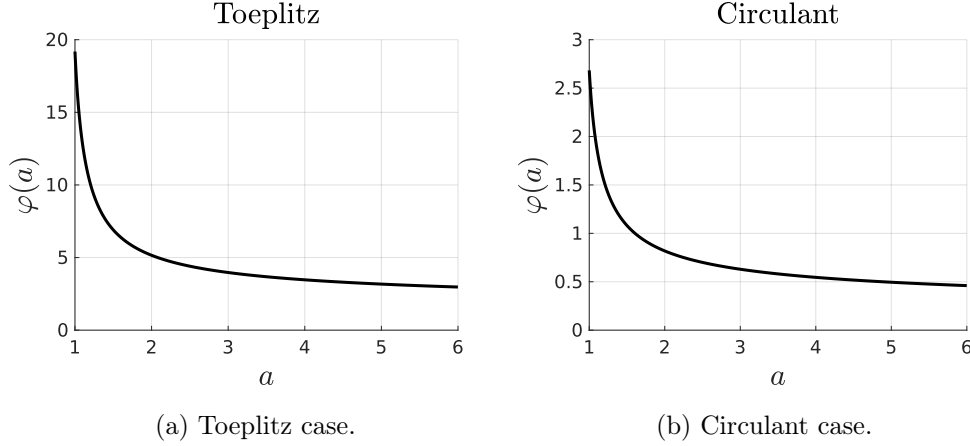 Toeplitz
20
15
10
5
0
φ(a)
1 2 3 4 5 6
a
(a) Toeplitz case.
Circulant
3
2.5
2
1.5
1
0.5
0
φ(a)
1 2 3 4 5 6
a
(b) Circulant case.